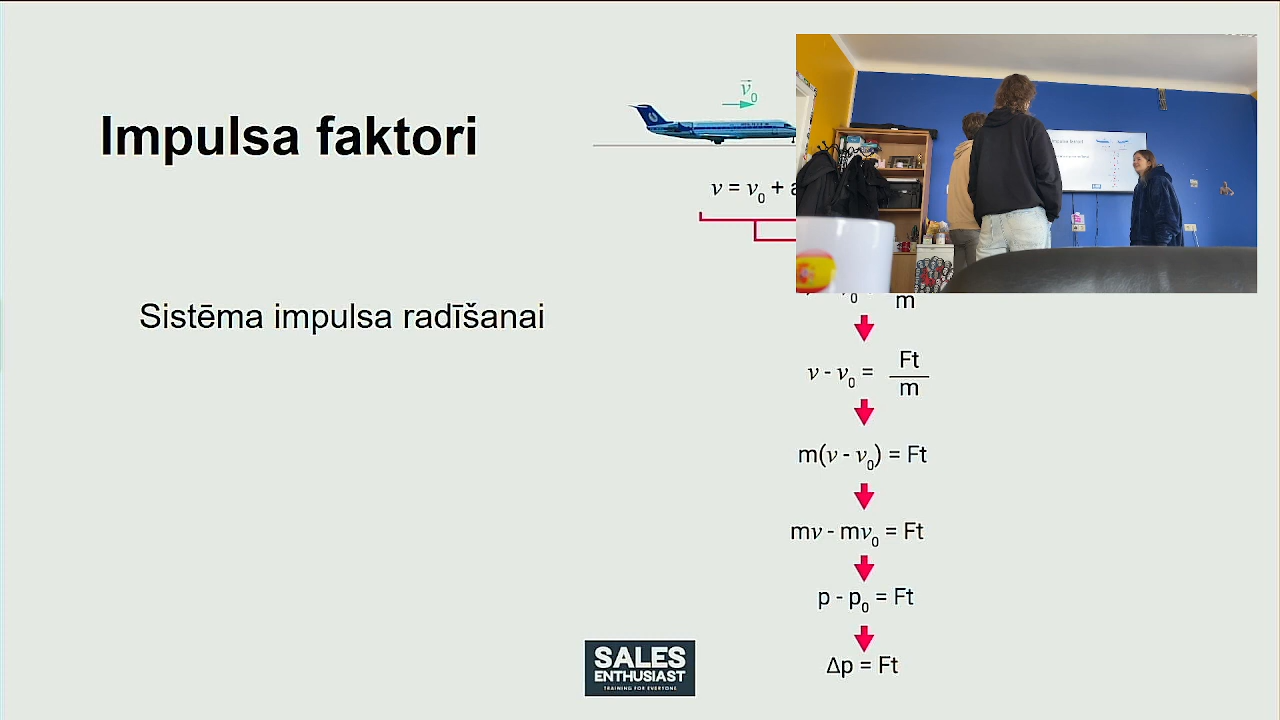 Impulsa faktori
v⃗₀
v = v₀ + a
Sistēma impulsa radīšanai
m
v - v₀ = Ft/m
m(v - v₀) = Ft
mv - mv₀ = Ft
p - p₀ = Ft
Δp = Ft
SALES
ENTHUSIAST
TRAINING FOR EVERYONE